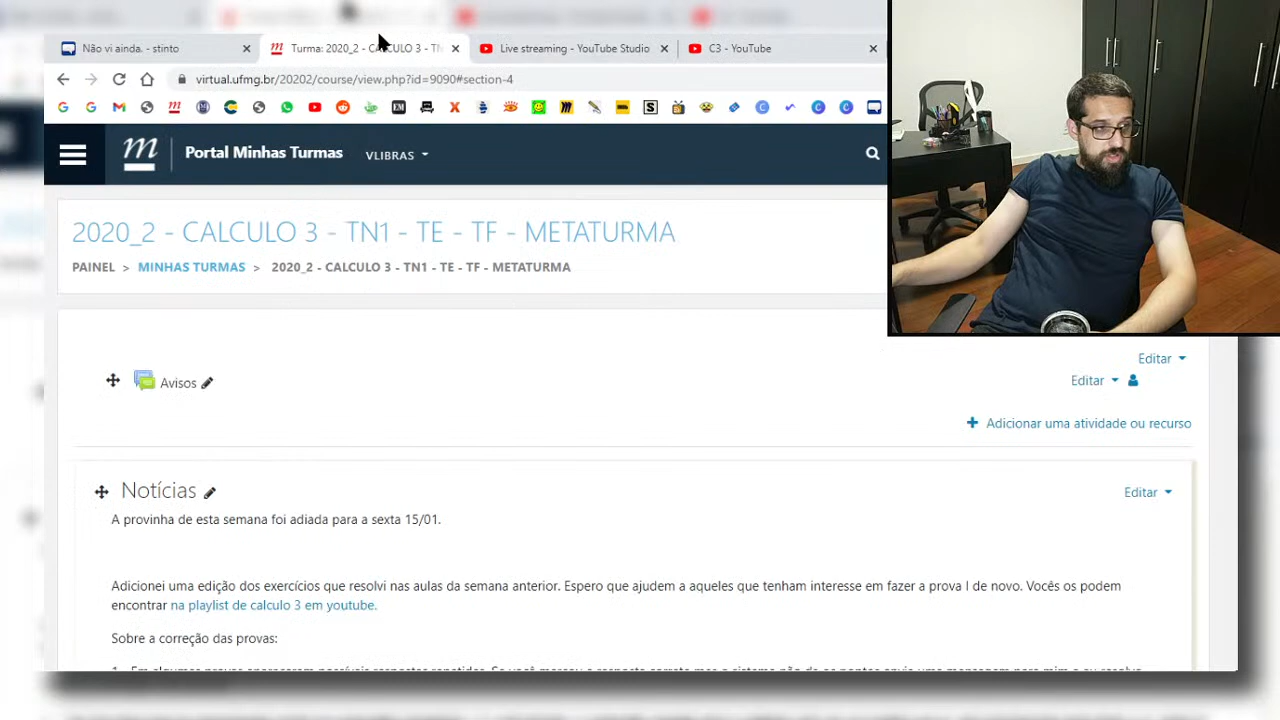 Não vi ainda. - stinto
Turma: 2020_2 - CALCULO 3 - TN
Live streaming - YouTube Studio
C3 - YouTube
virtual.ufmg.br/20202/course/view.php?id=9090#section-4
Portal Minhas Turmas
VLIBRAS
2020_2 - CALCULO 3 - TN1 - TE - TF - METATURMA
PAINEL > MINHAS TURMAS > 2020_2 - CALCULO 3 - TN1 - TE - TF - METATURMA
Editar
Avisos
Editar
Adicionar uma atividade ou recurso
Notícias
Editar
A provinha de esta semana foi adiada para a sexta 15/01.
Adicionei uma edição dos exercícios que resolvi nas aulas da semana anterior. Espero que ajudem a aqueles que tenham interesse em fazer a prova I de novo. Vocês os podem
encontrar na playlist de calculo 3 em youtube.
Sobre a correção das provas: